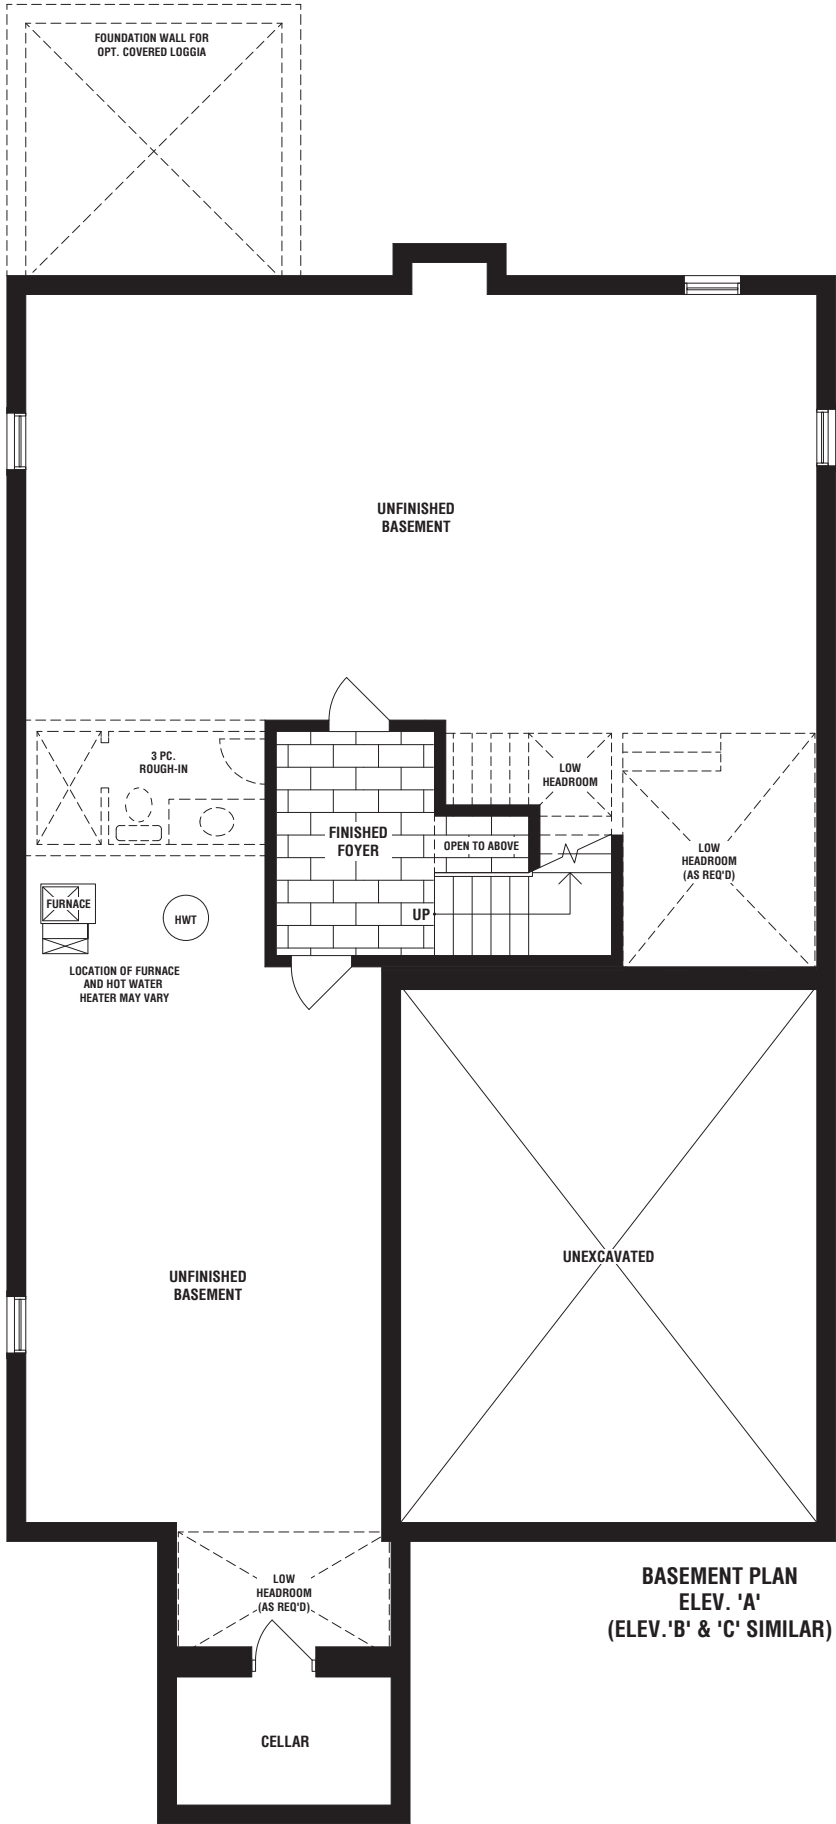 FOUNDATION WALL FOR
OPT. COVERED LOGGIA
UNFINISHED
BASEMENT
3 PC.
ROUGH-IN
LOW
HEADROOM
FINISHED
FOYER
OPEN TO ABOVE
LOW
HEADROOM
(AS REQ'D)
FURNACE
HWT
UP
LOCATION OF FURNACE
AND HOT WATER
HEATER MAY VARY
UNEXCAVATED
UNFINISHED
BASEMENT
LOW
HEADROOM
(AS REQ'D)
BASEMENT PLAN
ELEV. 'A'
(ELEV.'B' & 'C' SIMILAR)
CELLAR